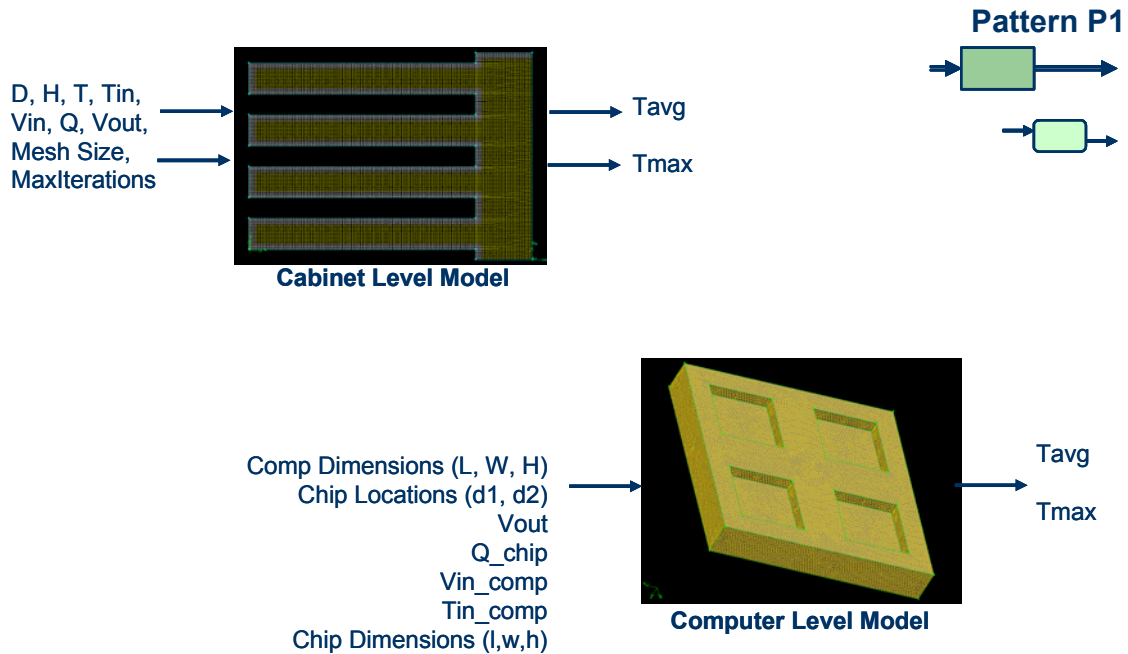 Pattern P1
D, H, T, Tin,
Vin, Q, Vout,
Mesh Size,
MaxIterations
Tavg
Tmax
Cabinet Level Model
Comp Dimensions (L, W, H)
Chip Locations (d1, d2)
Vout
Q_chip
Vin_comp
Tin_comp
Chip Dimensions (l,w,h)
Tavg
Tmax
Computer Level Model